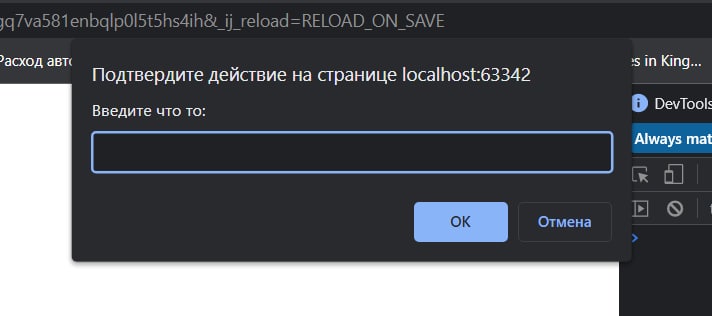 gq7va581enbqlp0l5t5hs4ih&_ij_reload=RELOAD_ON_SAVE
Расход авто
es in King...
Подтвердите действие на странице localhost:63342
Введите что то:
ОК
Отмена
DevTools
Always mat